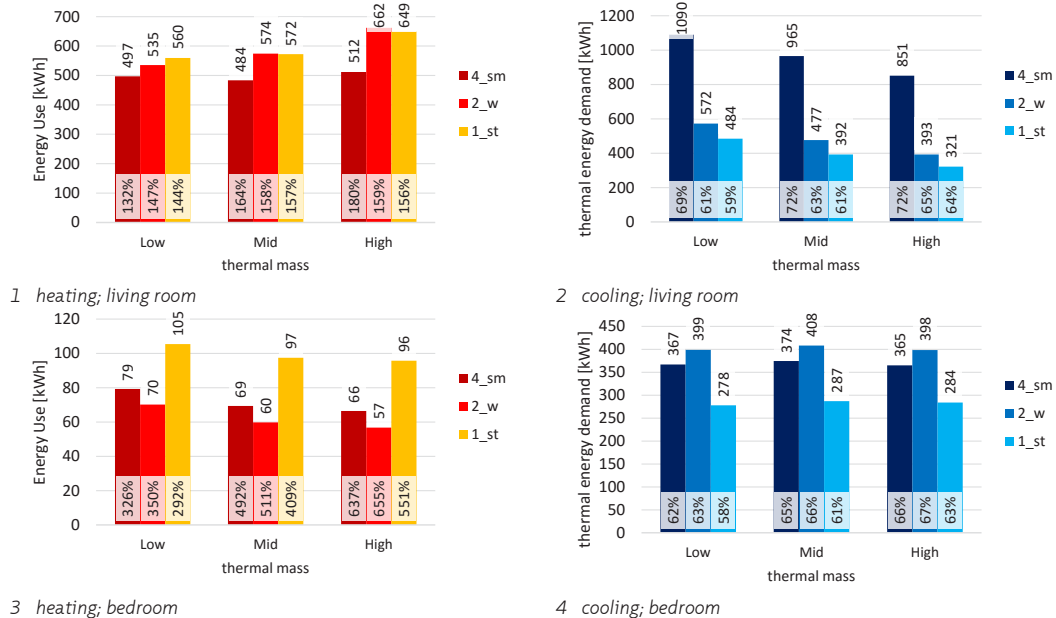 700
600
500
400
300
200
100
0
Energy Use [kWh]
497
535
560
484
574
572
512
662
649
132%
147%
144%
164%
158%
157%
180%
159%
156%
Low
Mid
High
thermal mass
4_sm
2_w
1_st
1 heating; living room
1200
1000
800
600
400
200
0
thermal energy demand [kWh]
1090
572
484
965
477
392
851
393
321
69%
61%
59%
72%
63%
61%
72%
65%
64%
Low
Mid
High
thermal mass
4_sm
2_w
1_st
2 cooling; living room
120
100
80
60
40
20
0
Energy Use [kWh]
79
70
105
69
60
97
66
57
96
326%
350%
292%
492%
511%
409%
637%
655%
551%
Low
Mid
High
thermal mass
4_sm
2_w
1_st
3 heating; bedroom
450
400
350
300
250
200
150
100
50
0
thermal energy demand [kWh]
367
399
278
374
408
287
365
398
284
62%
63%
58%
65%
66%
61%
66%
67%
63%
Low
Mid
High
thermal mass
4_sm
2_w
1_st
4 cooling; bedroom